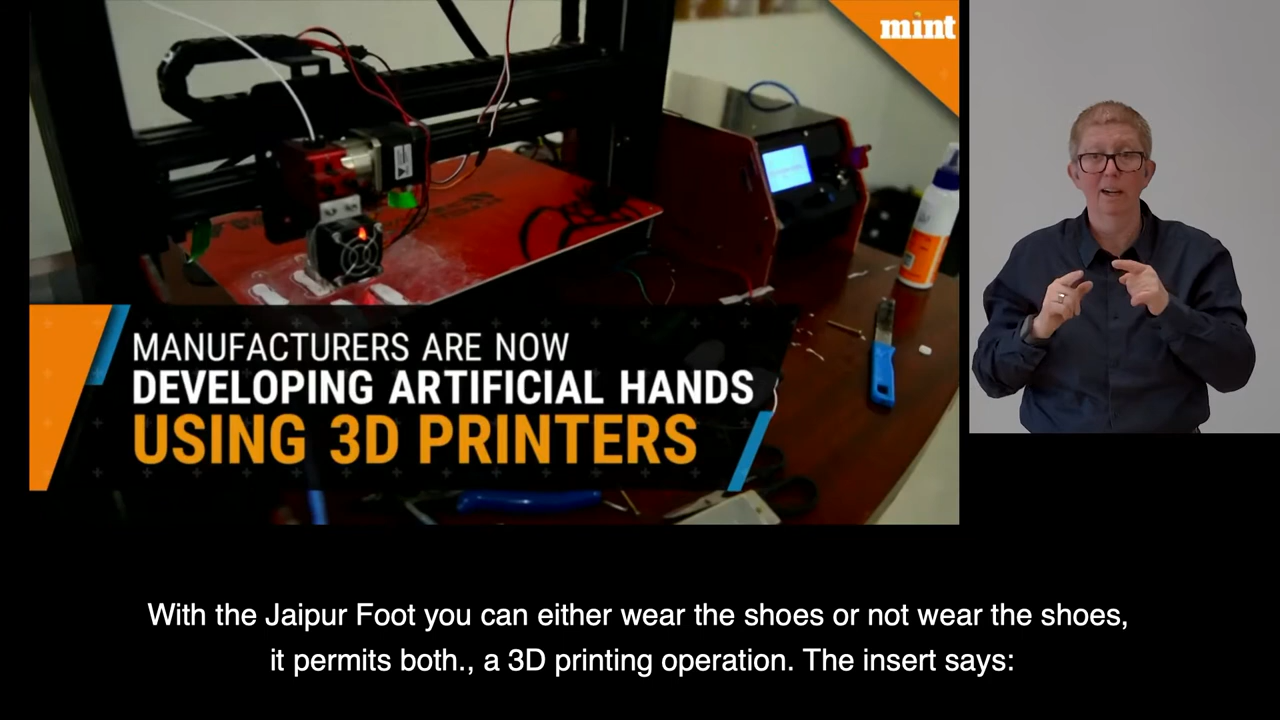 mint
MANUFACTURERS ARE NOW
DEVELOPING ARTIFICIAL HANDS
USING 3D PRINTERS
With the Jaipur Foot you can either wear the shoes or not wear the shoes,
it permits both., a 3D printing operation. The insert says: